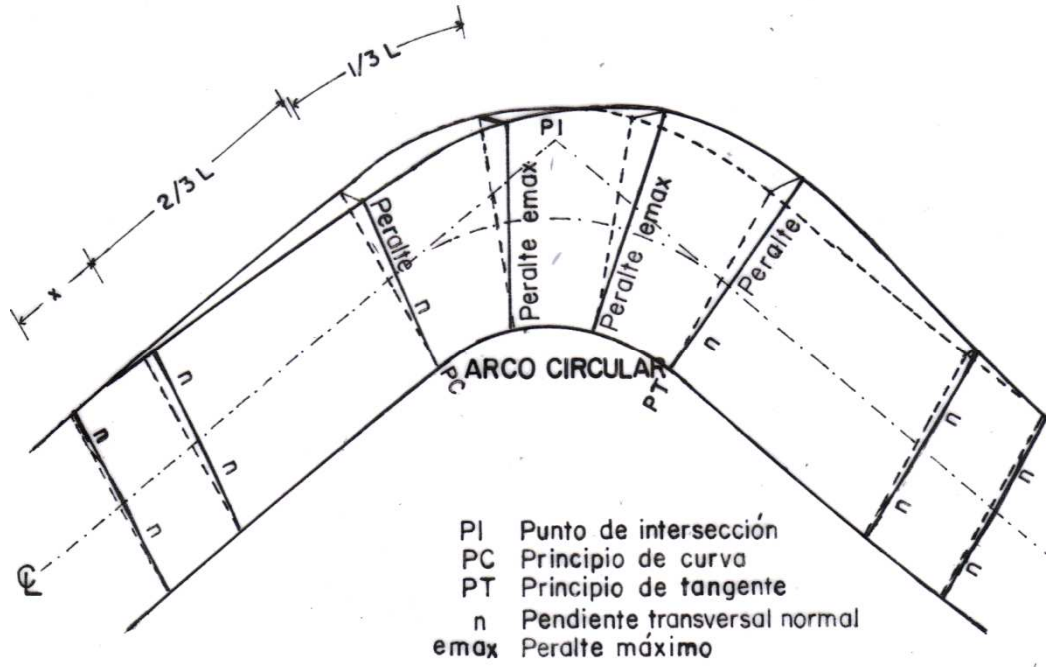 1/3 L
2/3 L
x
PI
Peralte
n
Peralte emax
Peralte emax
Peralte
n
n
n
n
n
PC
ARCO CIRCULAR
PT
n
n
n
n
n
n
℄
PI Punto de intersección
PC Principio de curva
PT Principio de tangente
n Pendiente transversal normal
emax Peralte máximo